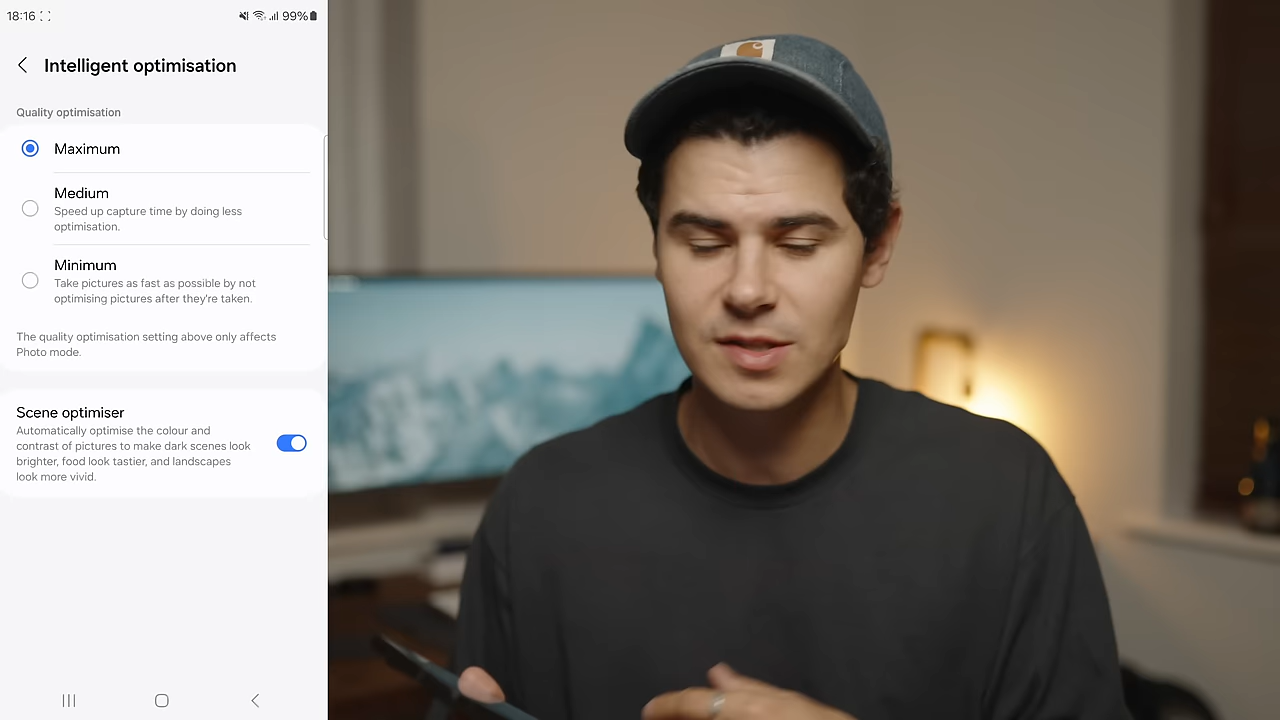 18:16
99%
Intelligent optimisation
Quality optimisation
Maximum
Medium
Speed up capture time by doing less
optimisation.
Minimum
Take pictures as fast as possible by not
optimising pictures after they're taken.
The quality optimisation setting above only affects
Photo mode.
Scene optimiser
Automatically optimise the colour and
contrast of pictures to make dark scenes look
brighter, food look tastier, and landscapes
look more vivid.